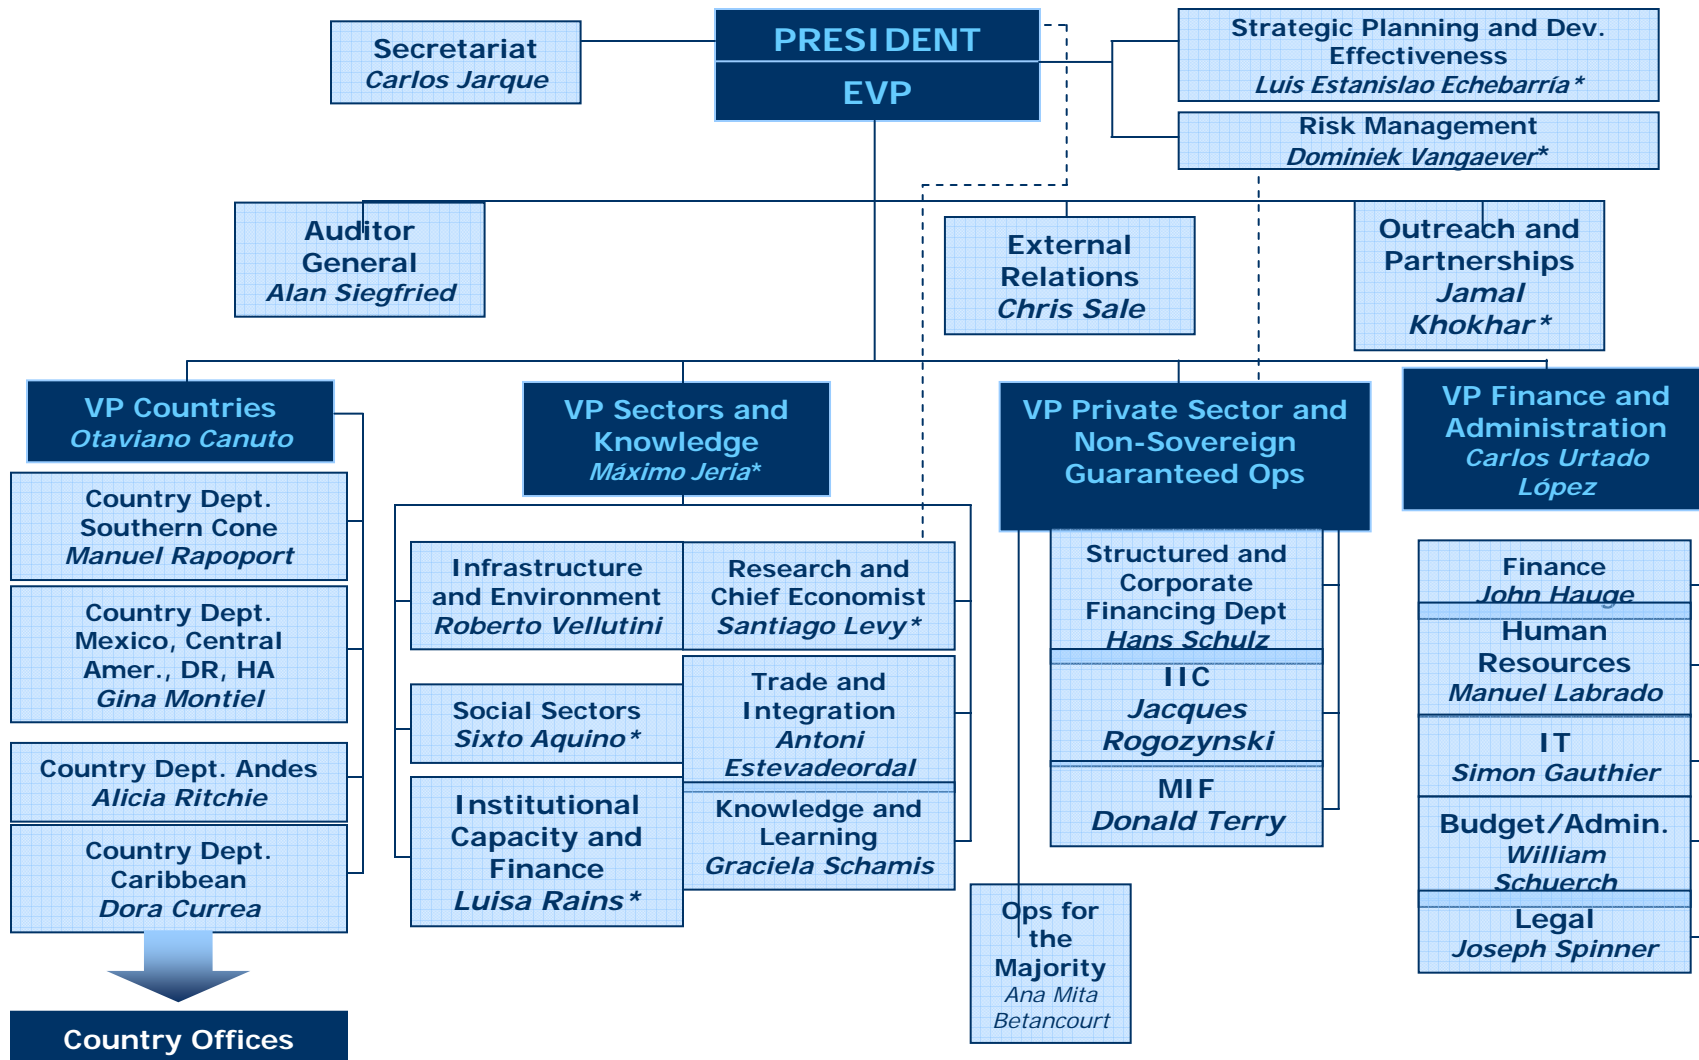 Secretariat
Carlos Jarque
PRESIDENT
EVP
Strategic Planning and Dev.
Effectiveness
Luis Estanislao Echebarría*
Risk Management
Dominiek Vangaever*
Auditor
General
Alan Siegfried
External
Relations
Chris Sale
Outreach and
Partnerships
Jamal
Khokhar*
VP Countries
Otaviano Canuto
VP Sectors and
Knowledge
Máximo Jeria*
VP Private Sector and
Non-Sovereign
Guaranteed Ops
VP Finance and
Administration
Carlos Urtado
López
Country Dept.
Southern Cone
Manuel Rapoport
Country Dept.
Mexico, Central
Amer., DR, HA
Gina Montiel
Country Dept. Andes
Alicia Ritchie
Country Dept.
Caribbean
Dora Currea
Country Offices
Infrastructure
and Environment
Roberto Vellutini
Social Sectors
Sixto Aquino*
Institutional
Capacity and
Finance
Luisa Rains*
Research and
Chief Economist
Santiago Levy*
Trade and
Integration
Antoni
Estevadeordal
Knowledge and
Learning
Graciela Schamis
Structured and
Corporate
Financing Dept
Hans Schulz
IIC
Jacques
Rogozynski
MIF
Donald Terry
Ops for
the
Majority
Ana Mita
Betancourt
Finance
John Hauge
Human
Resources
Manuel Labrado
IT
Simon Gauthier
Budget/Admin.
William
Schuerch
Legal
Joseph Spinner